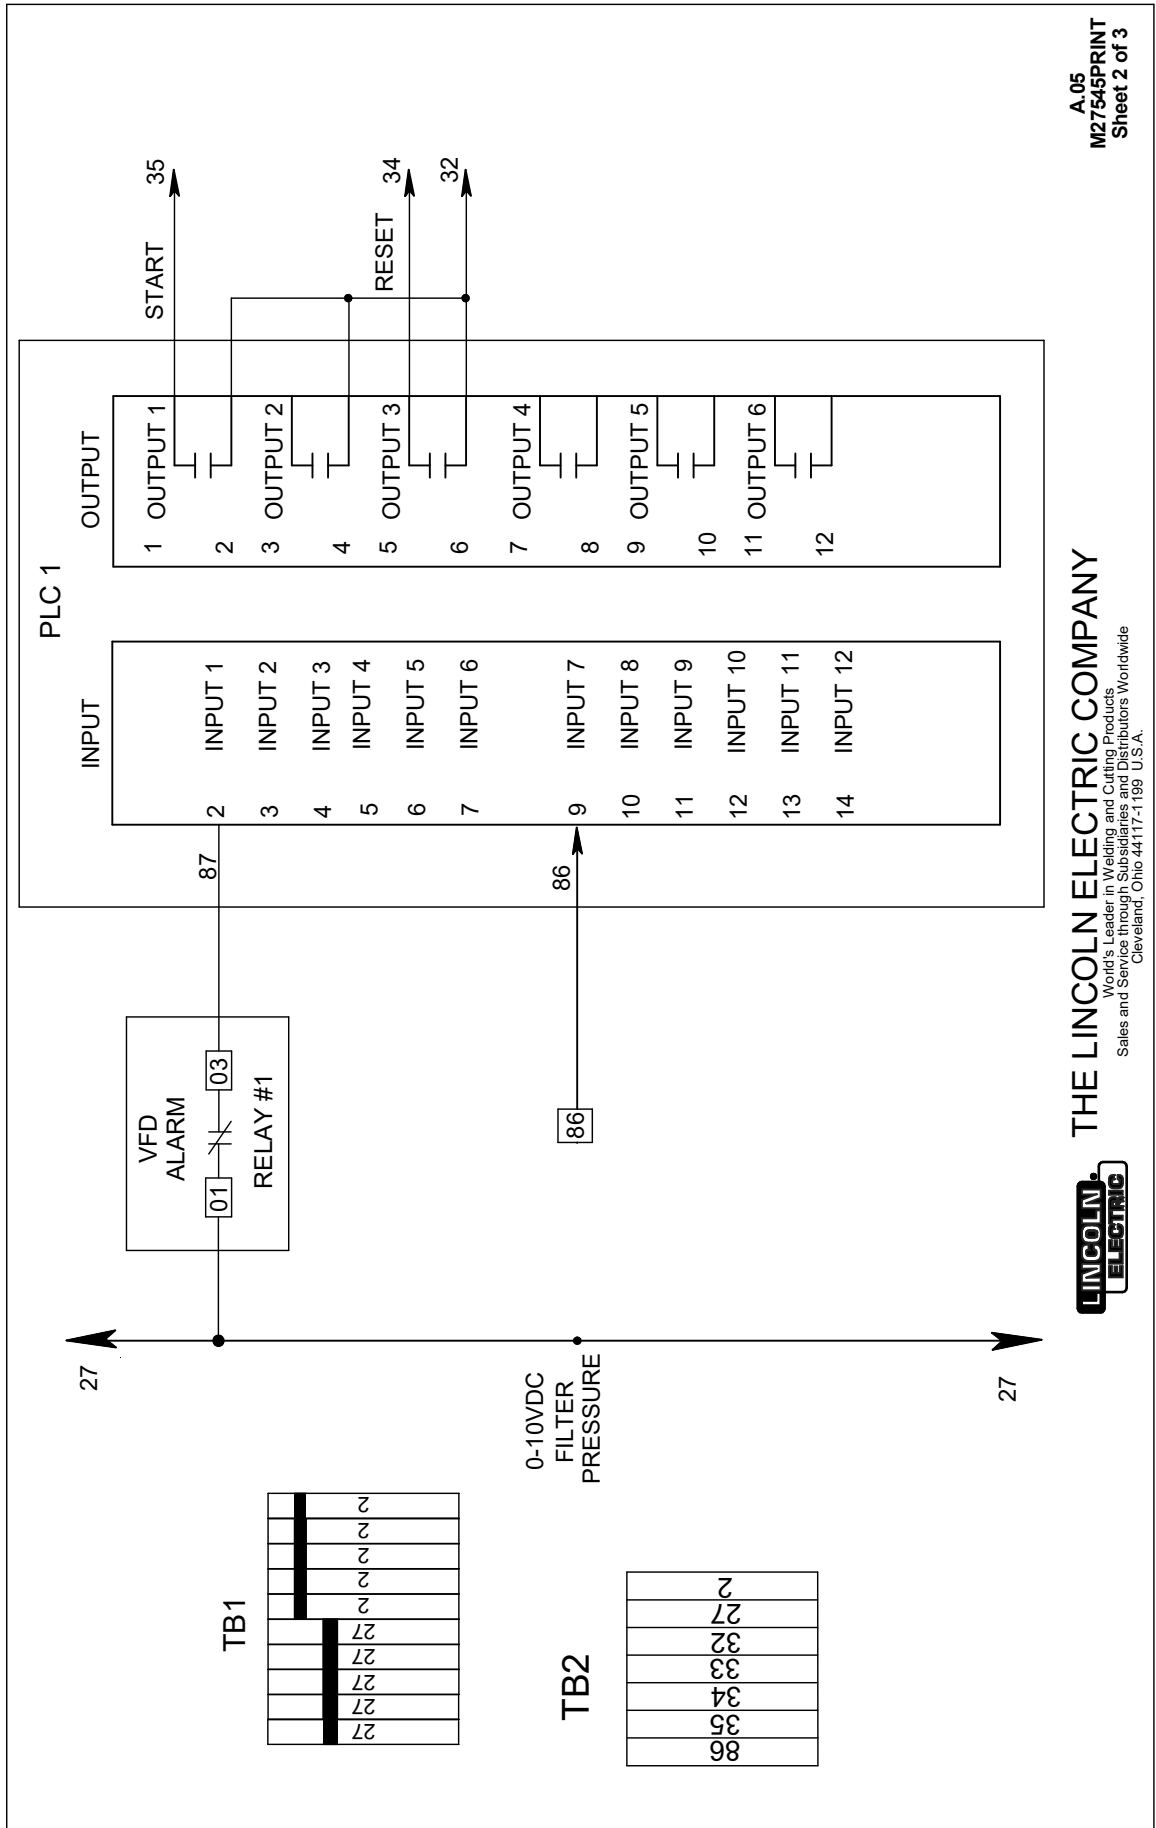 TB1
27
27
27
27
27
2
2
2
2
2
TB2
86
35
34
33
32
27
2
27
27
0-10VDC
FILTER
PRESSURE
VFD
ALARM
01
03
RELAY #1
87
86
86
PLC 1
INPUT
2 INPUT 1
3 INPUT 2
4 INPUT 3
5 INPUT 4
6 INPUT 5
7 INPUT 6
9 INPUT 7
10 INPUT 8
11 INPUT 9
12 INPUT 10
13 INPUT 11
14 INPUT 12
OUTPUT
1 OUTPUT 1
2
3 OUTPUT 2
4
5 OUTPUT 3
6
7 OUTPUT 4
8
9 OUTPUT 5
10
11 OUTPUT 6
12
START
35
RESET
34
32
LINCOLN
ELECTRIC
THE LINCOLN ELECTRIC COMPANY
World's Leader in Welding and Cutting Products
Sales and Service through Subsidiaries and Distributors Worldwide
Cleveland, Ohio 44117-1199 U.S.A.
A.05
M27545PRINT
Sheet 2 of 3